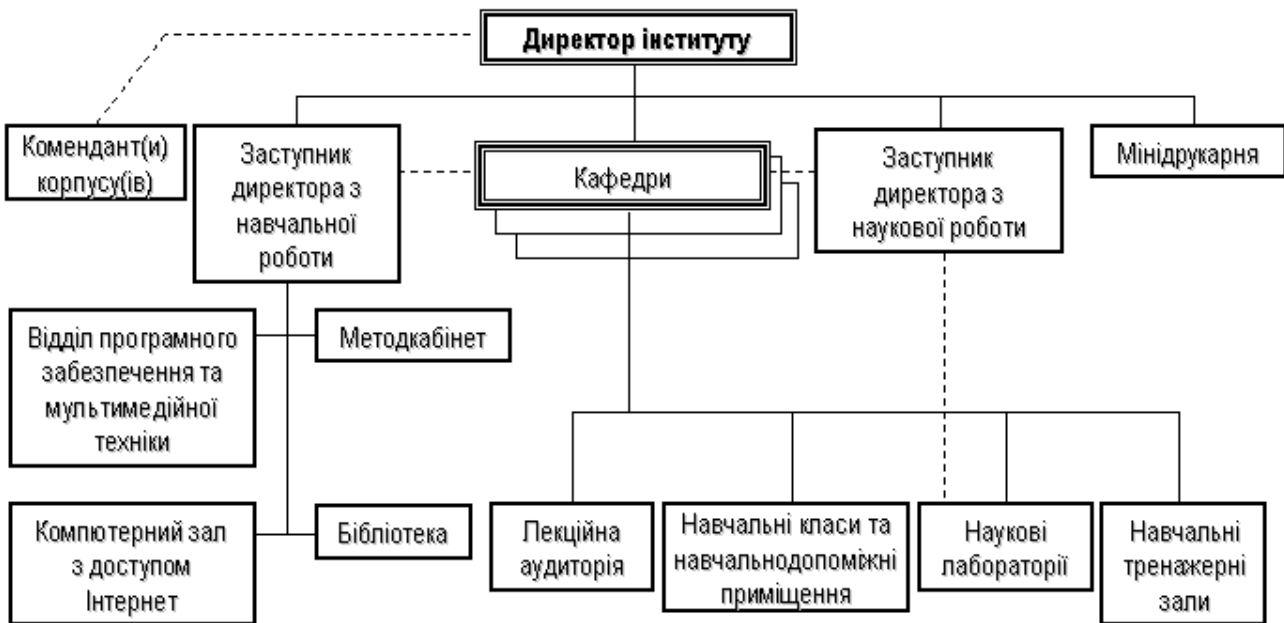 Директор інституту
Комендант(и)
корпусу(ів)
Заступник
директора з
навчальної
роботи
Кафедри
Заступник
директора з
наукової роботи
Мінідрукарня
Відділ програмного
забезпечення та
мультимедійної
техніки
Методкабінет
Компютерний зал
з доступом
Інтернет
Бібліотека
Лекційна
аудиторія
Навчальні класи та
навчальнодопоміжні
приміщення
Наукові
лабораторії
Навчальні
тренажерні
зали